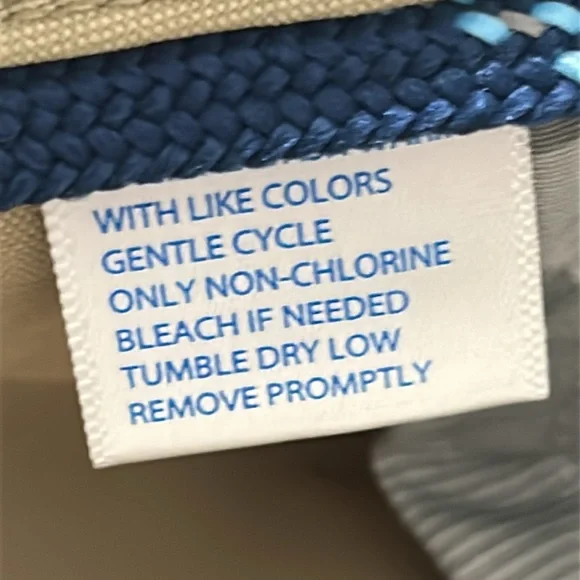 WITH LIKE COLORS
GENTLE CYCLE
ONLY NON-CHLORINE
BLEACH IF NEEDED
TUMBLE DRY LOW
REMOVE PROMPTLY